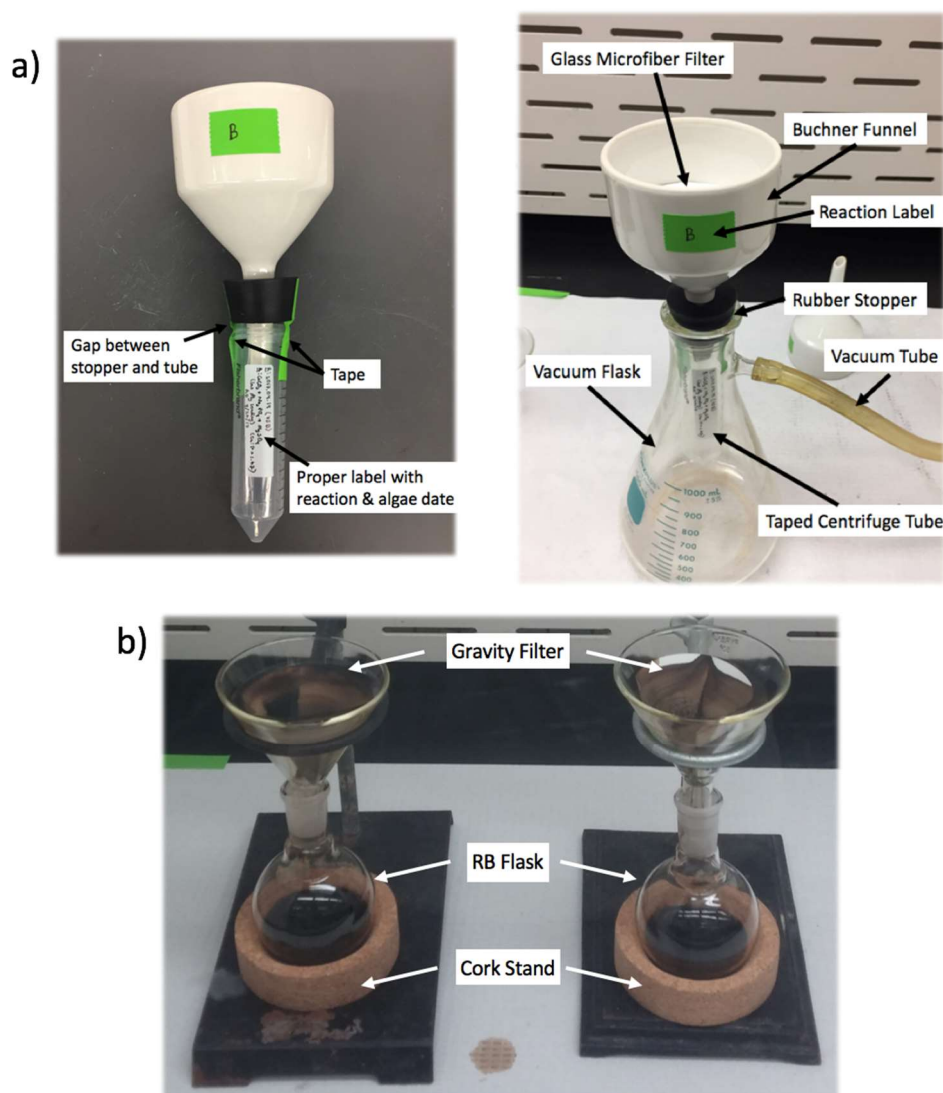 a)
B
Gap between
stopper and tube
Tape
Proper label with
reaction & algae date
Glass Microfiber Filter
Buchner Funnel
Reaction Label
B
Rubber Stopper
Vacuum Tube
Vacuum Flask
Taped Centrifuge Tube
1000 mL
900
800
700
600
500
400
b)
Gravity Filter
RB Flask
Cork Stand